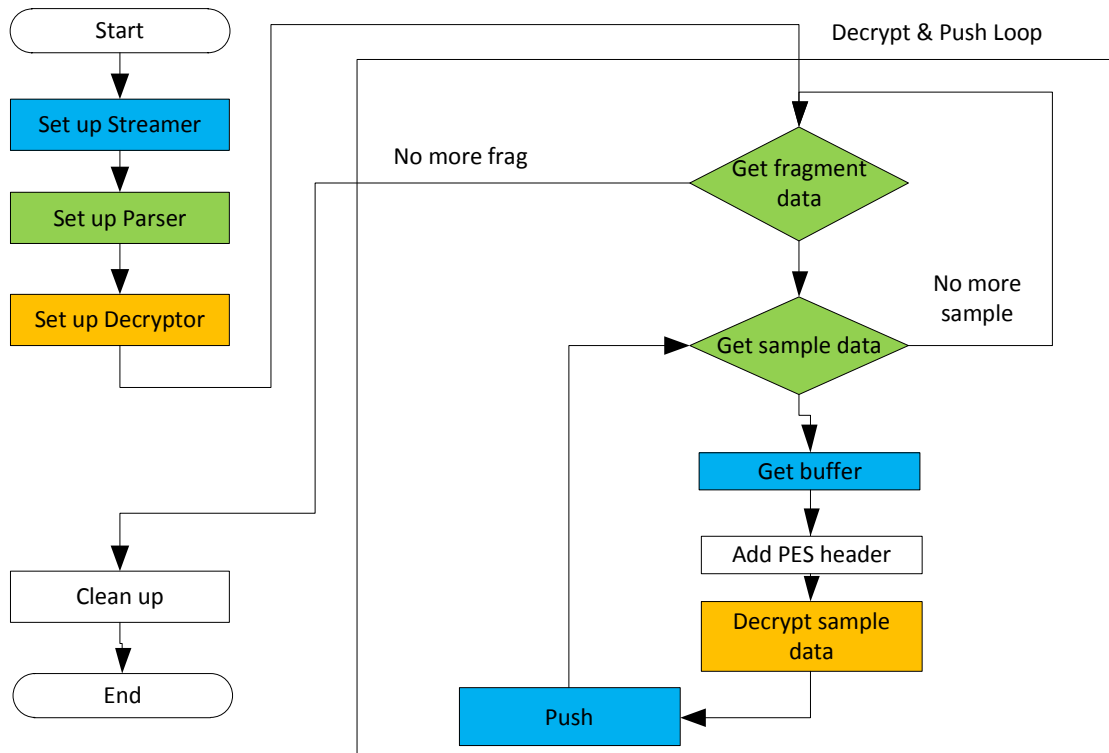 Start
Decrypt & Push Loop
Set up Streamer
No more frag
Get fragment
data
Set up Parser
No more
sample
Set up Decryptor
Get sample data
Get buffer
Add PES header
Clean up
Decrypt sample
data
End
Push